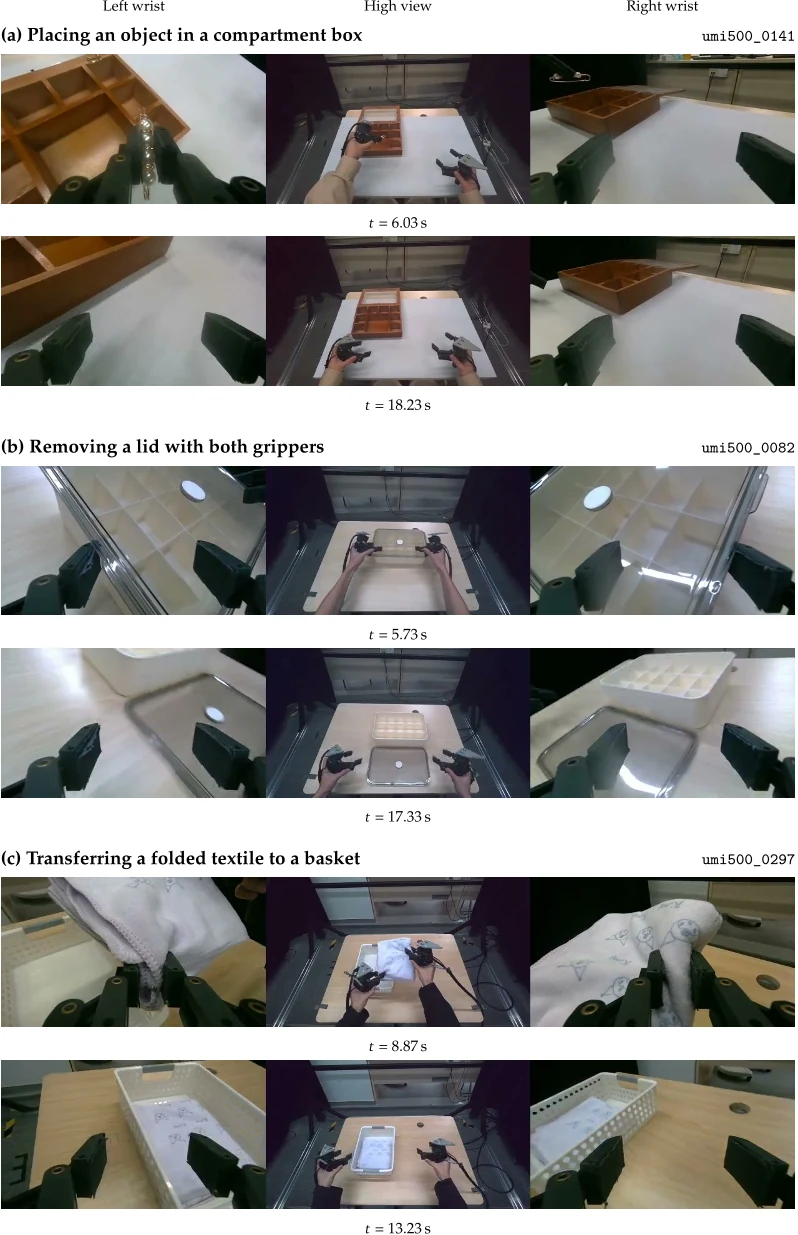 Left wrist High view Right wrist
(a) Placing an object in a compartment box umi500_0141
t = 6.03 s
t = 18.23 s
(b) Removing a lid with both grippers umi500_0082
t = 5.73 s
t = 17.33 s
(c) Transferring a folded textile to a basket umi500_0297
t = 8.87 s
t = 13.23 s